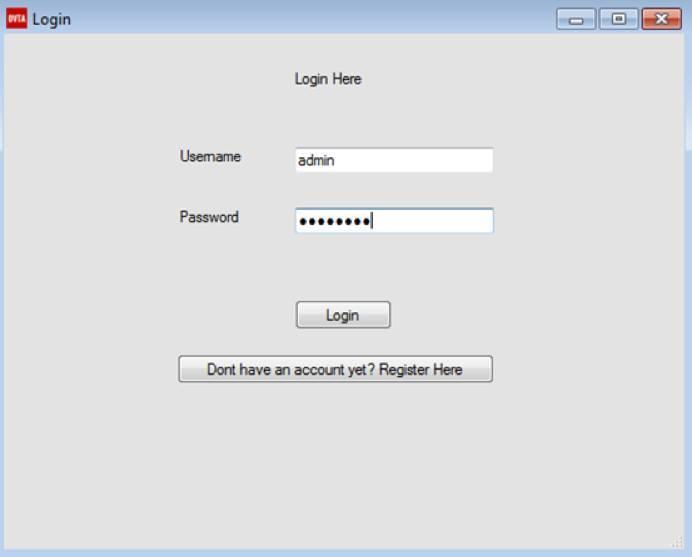 DVTA Login
Login Here
Username admin
Password ••••••••
Login
Dont have an account yet? Register Here